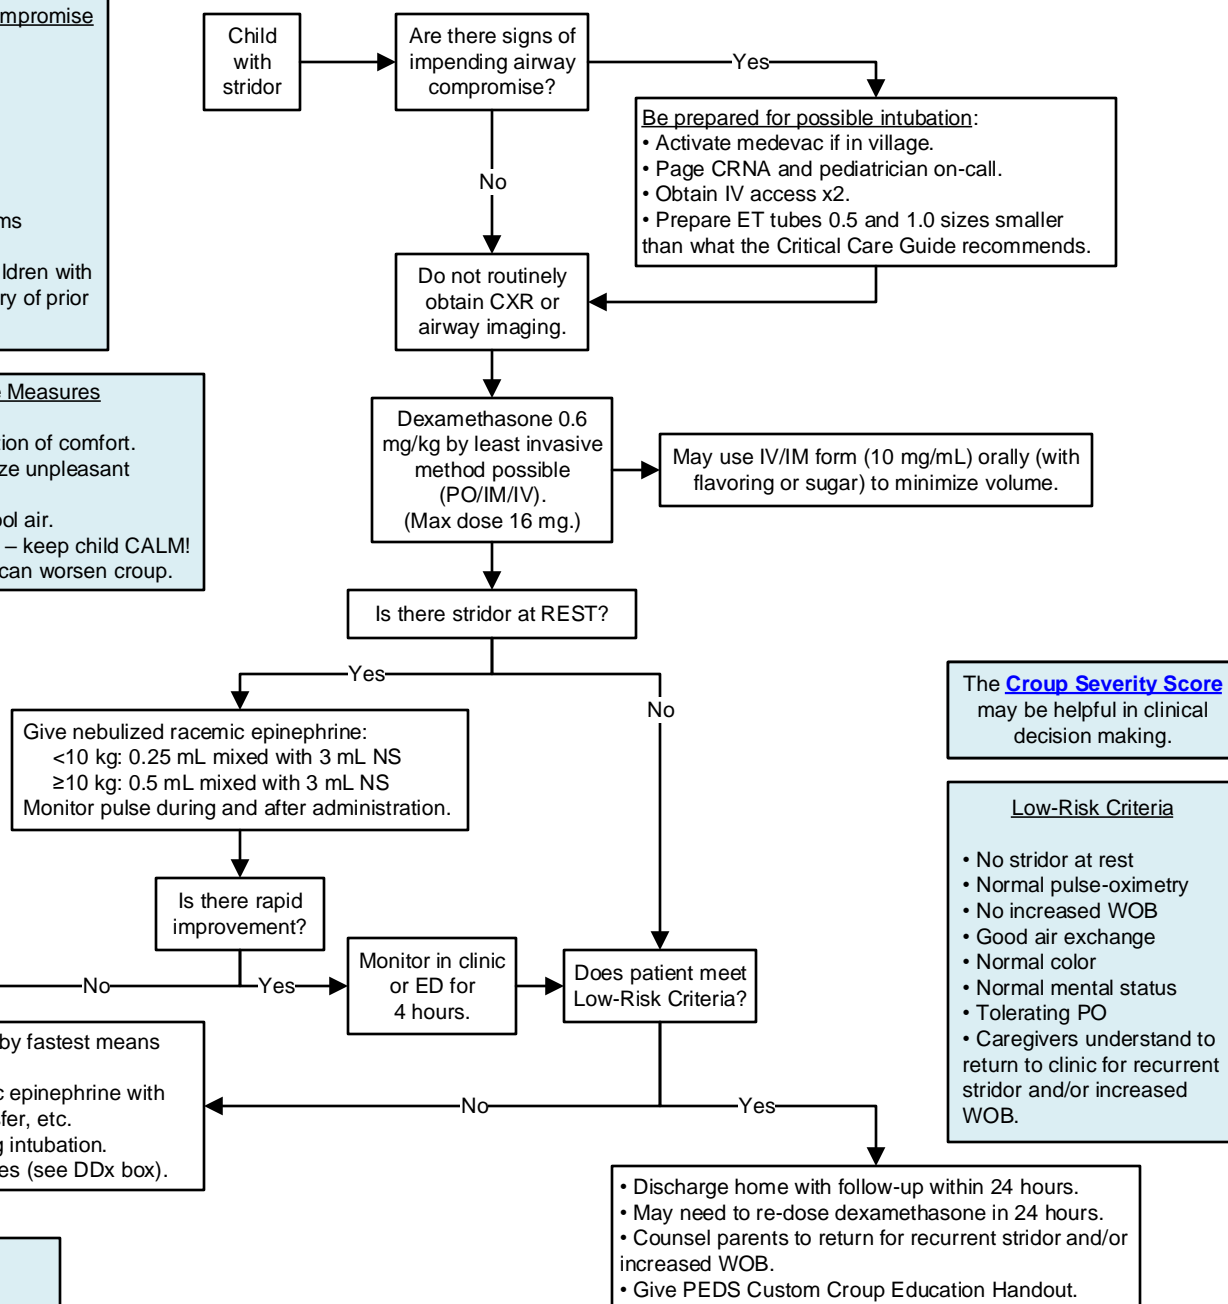 ompromise
ms
ldren with
ry of prior
Child
with
stridor
Are there signs of
impending airway
compromise?
Yes
Be prepared for possible intubation:
• Activate medevac if in village.
• Page CRNA and pediatrician on-call.
• Obtain IV access x2.
• Prepare ET tubes 0.5 and 1.0 sizes smaller
than what the Critical Care Guide recommends.
No
Do not routinely
obtain CXR or
airway imaging.
e Measures
tion of comfort.
ze unpleasant
ool air.
– keep child CALM!
can worsen croup.
Dexamethasone 0.6
mg/kg by least invasive
method possible
(PO/IM/IV).
(Max dose 16 mg.)
May use IV/IM form (10 mg/mL) orally (with
flavoring or sugar) to minimize volume.
Is there stridor at REST?
Yes
No
Give nebulized racemic epinephrine:
<10 kg: 0.25 mL mixed with 3 mL NS
≥10 kg: 0.5 mL mixed with 3 mL NS
Monitor pulse during and after administration.
The Croup Severity Score
may be helpful in clinical
decision making.
Low-Risk Criteria
• No stridor at rest
• Normal pulse-oximetry
• No increased WOB
• Good air exchange
• Normal color
• Normal mental status
• Tolerating PO
• Caregivers understand to
return to clinic for recurrent
stridor and/or increased
WOB.
Is there rapid
improvement?
No
Yes
Monitor in clinic
or ED for
4 hours.
Does patient meet
Low-Risk Criteria?
by fastest means
c epinephrine with
sfer, etc.
g intubation.
es (see DDx box).
No
Yes
• Discharge home with follow-up within 24 hours.
• May need to re-dose dexamethasone in 24 hours.
• Counsel parents to return for recurrent stridor and/or
increased WOB.
• Give PEDS Custom Croup Education Handout.